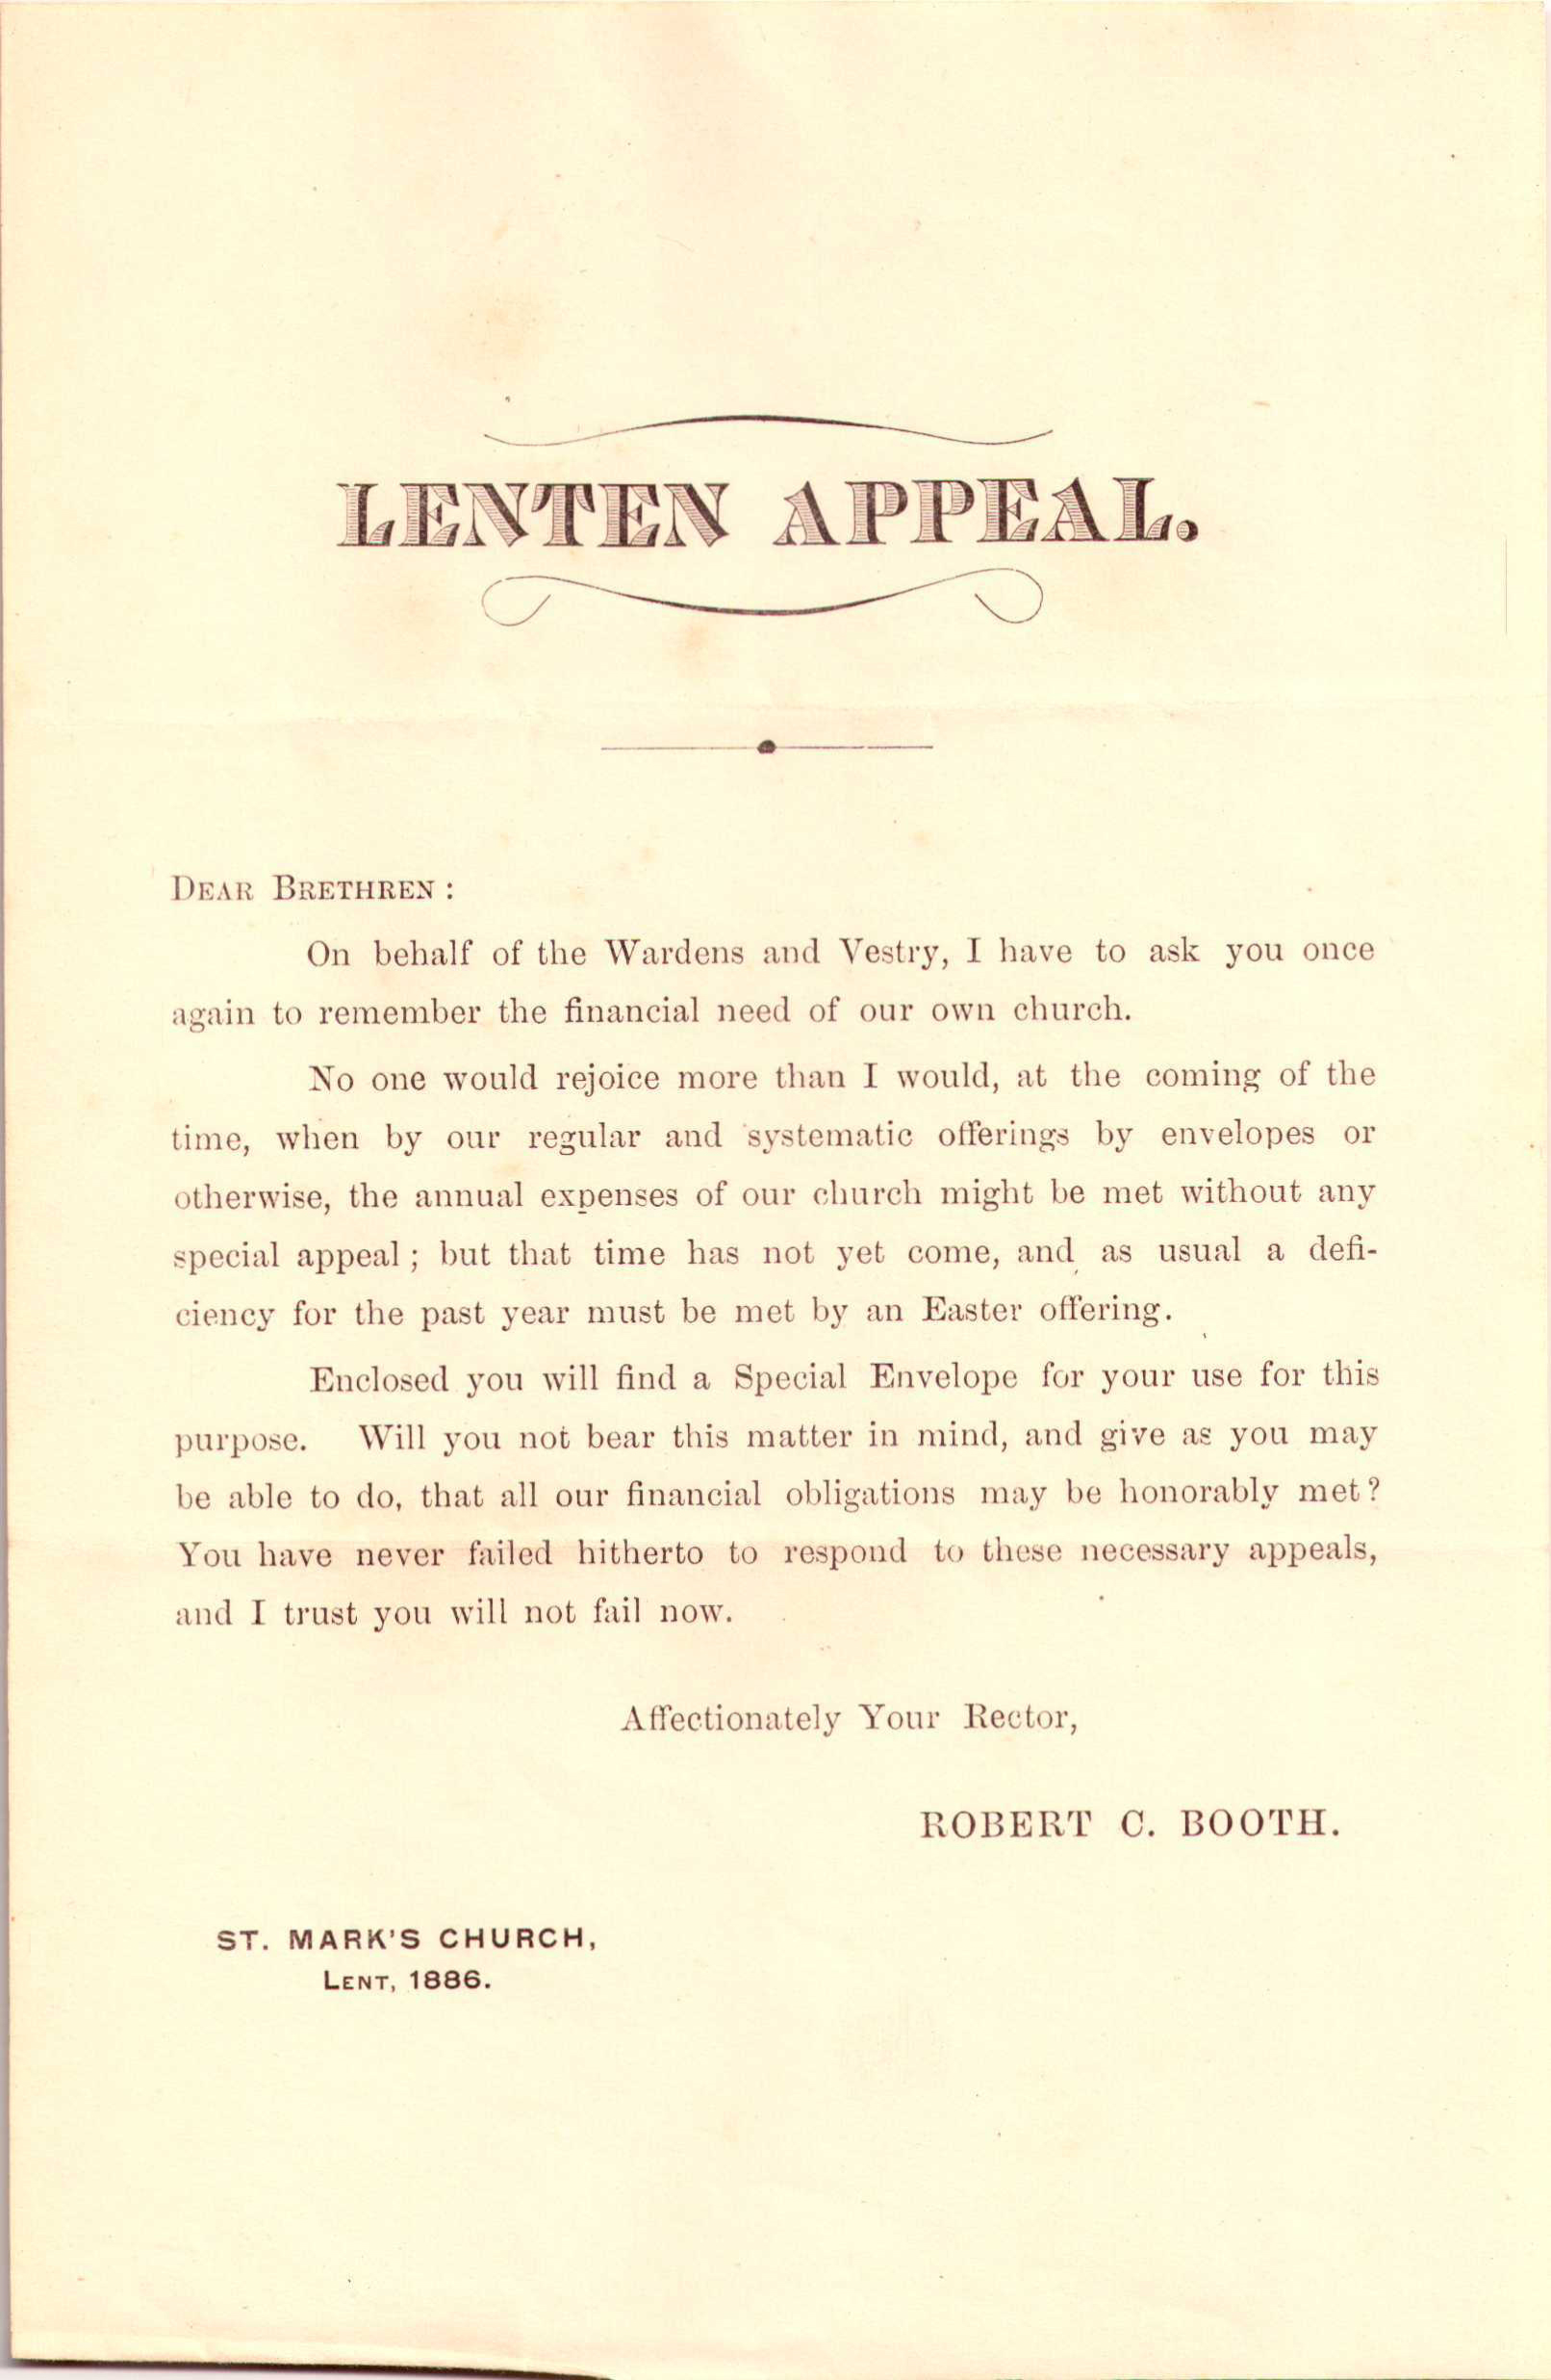 LENTEN APPEAL.
DEAR BRETHREN :
On behalf of the Wardens and Vestry, I have to ask you once
again to remember the financial need of our own church.
No one would rejoice more than I would, at the coming of the
time, when by our regular and systematic offerings by envelopes or
otherwise, the annual expenses of our church might be met without any
special appeal ; but that time has not yet come, and as usual a defi-
ciency for the past year must be met by an Easter offering.
Enclosed you will find a Special Envelope for your use for this
purpose. Will you not bear this matter in mind, and give as you may
be able to do, that all our financial obligations may be honorably met ?
You have never failed hitherto to respond to these necessary appeals,
and I trust you will not fail now.
Affectionately Your Rector,
ROBERT C. BOOTH.
ST. MARK'S CHURCH,
LENT, 1886.